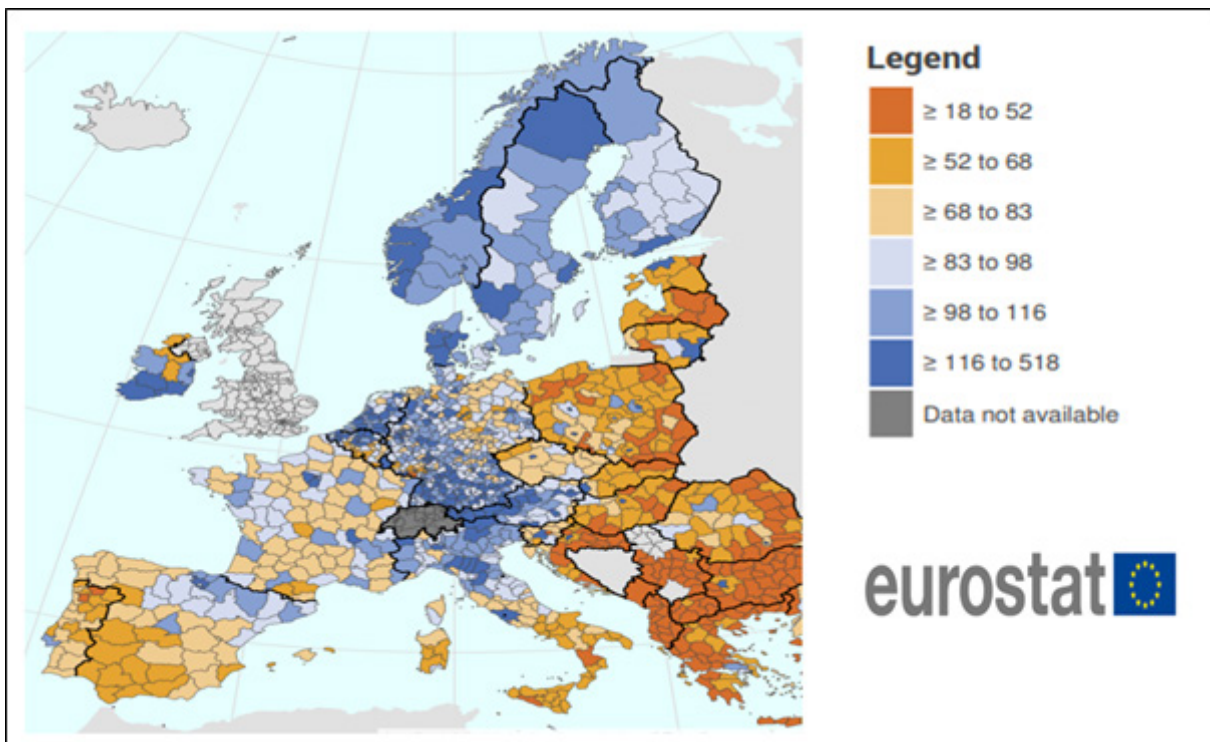 Legend
≥ 18 to 52
≥ 52 to 68
≥ 68 to 83
≥ 83 to 98
≥ 98 to 116
≥ 116 to 518
Data not available
eurostat